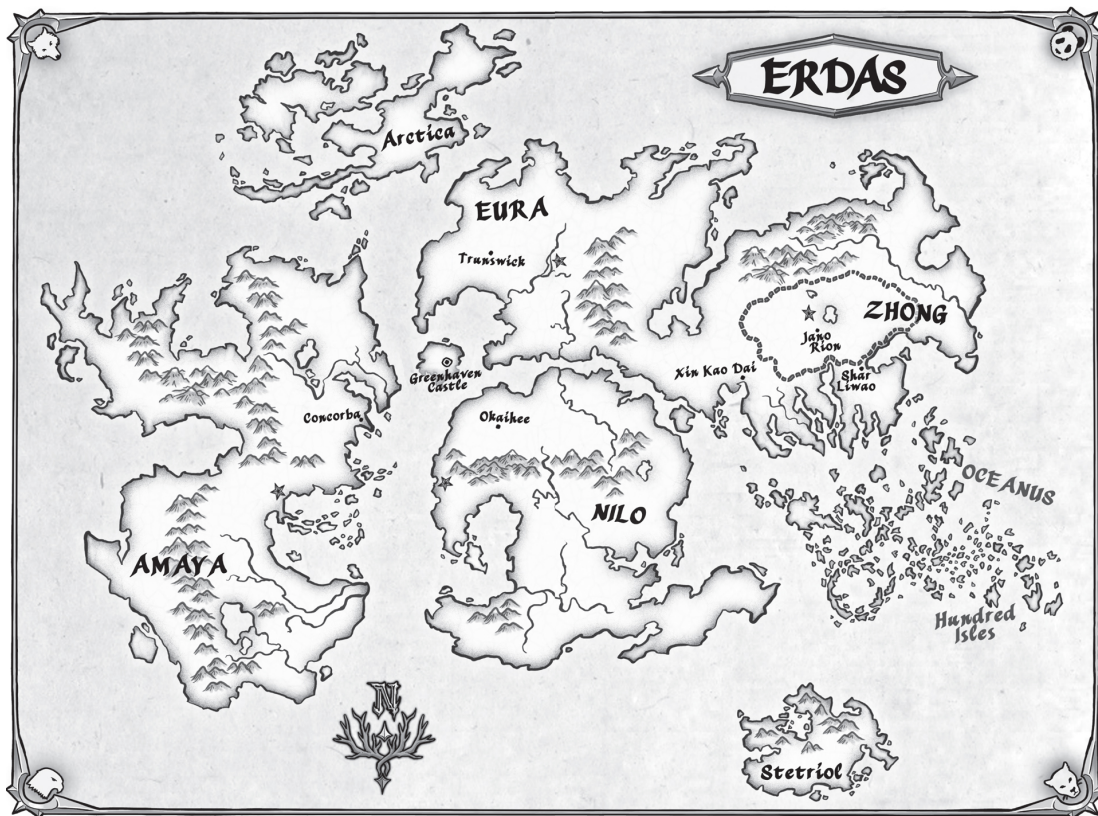 ERDAS
Arctica
EURA
Trunswick
ZHONG
Jano
Rion
Xin Kao Dai
Shar
Liwao
Greenhaven
Castle
Concorba
Okaihee
OCEANUS
NILO
AMAYA
Hundred
Isles
N
Stetriol